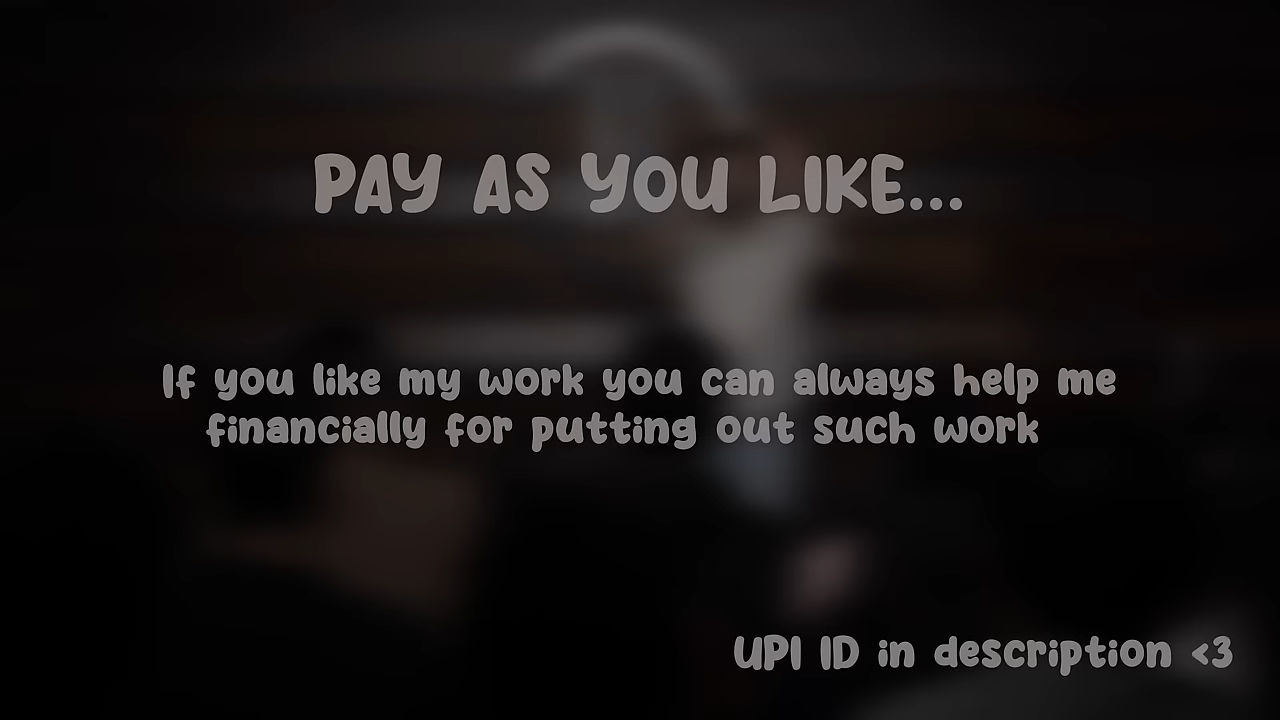 PAY AS YOU LIKE...
If you like my work you can always help me
financially for putting out such work
UPI ID in description <3